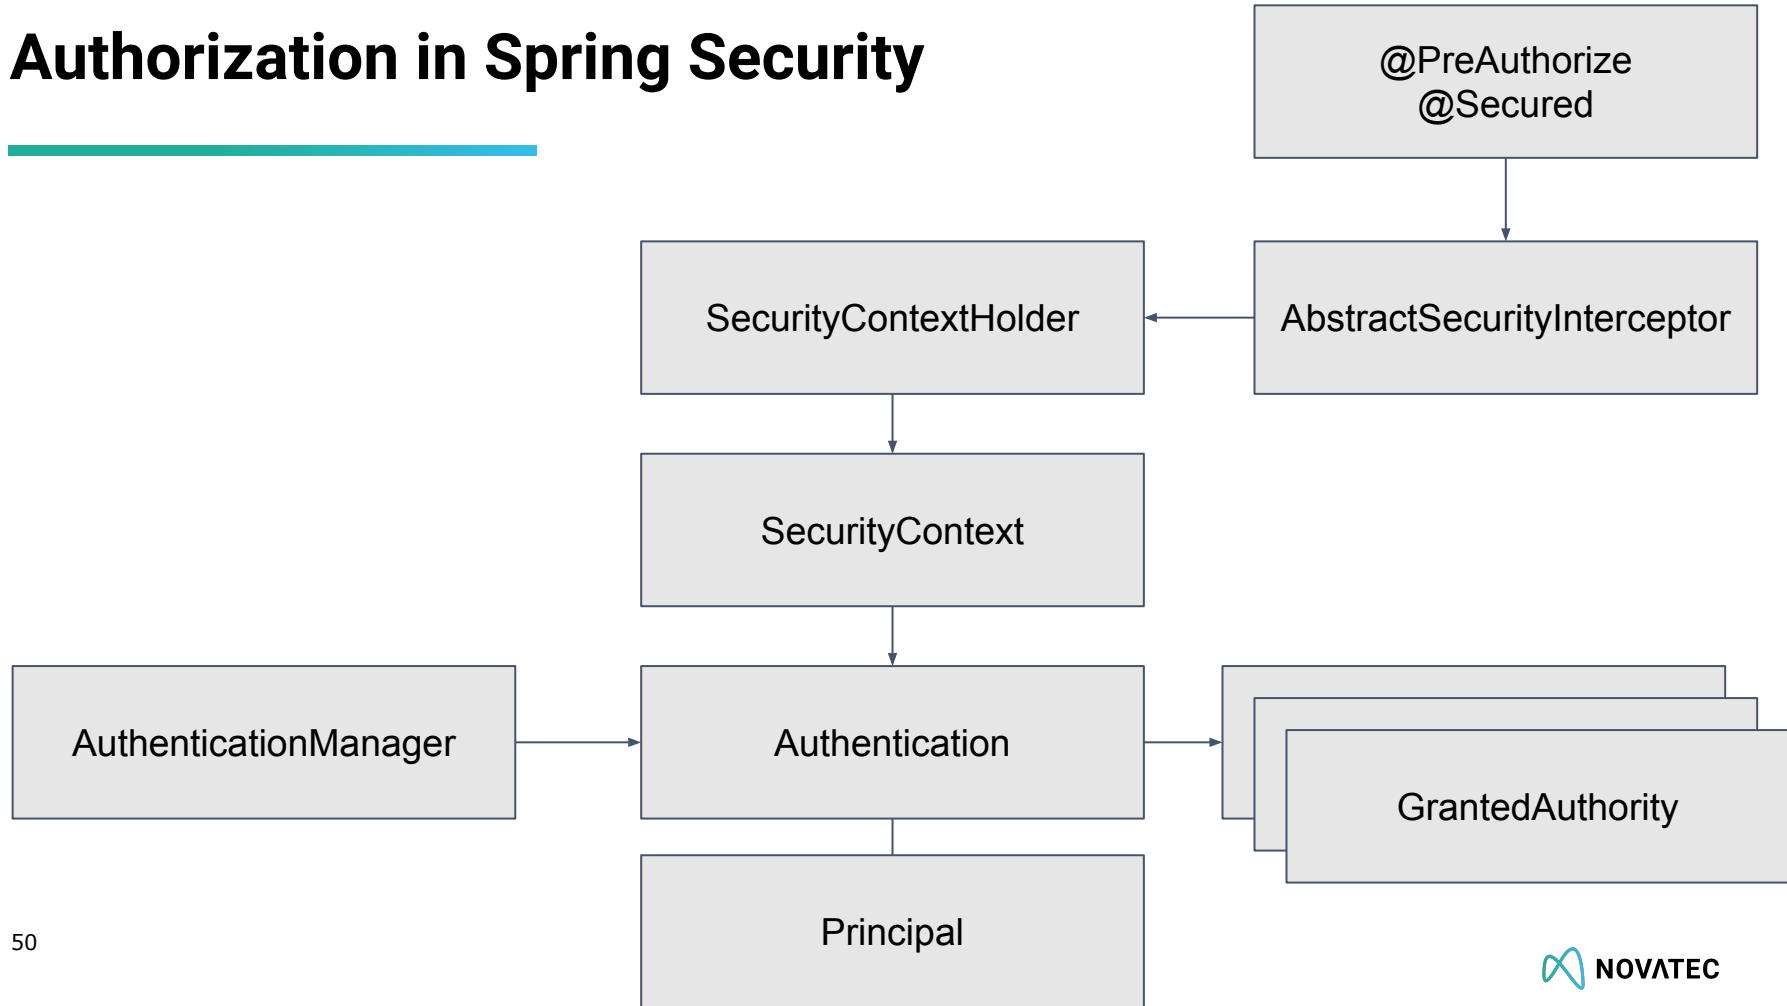 Authorization in Spring Security
@PreAuthorize
@Secured
SecurityContextHolder
AbstractSecurityInterceptor
SecurityContext
AuthenticationManager
Authentication
GrantedAuthority
Principal
50
NOVATEC